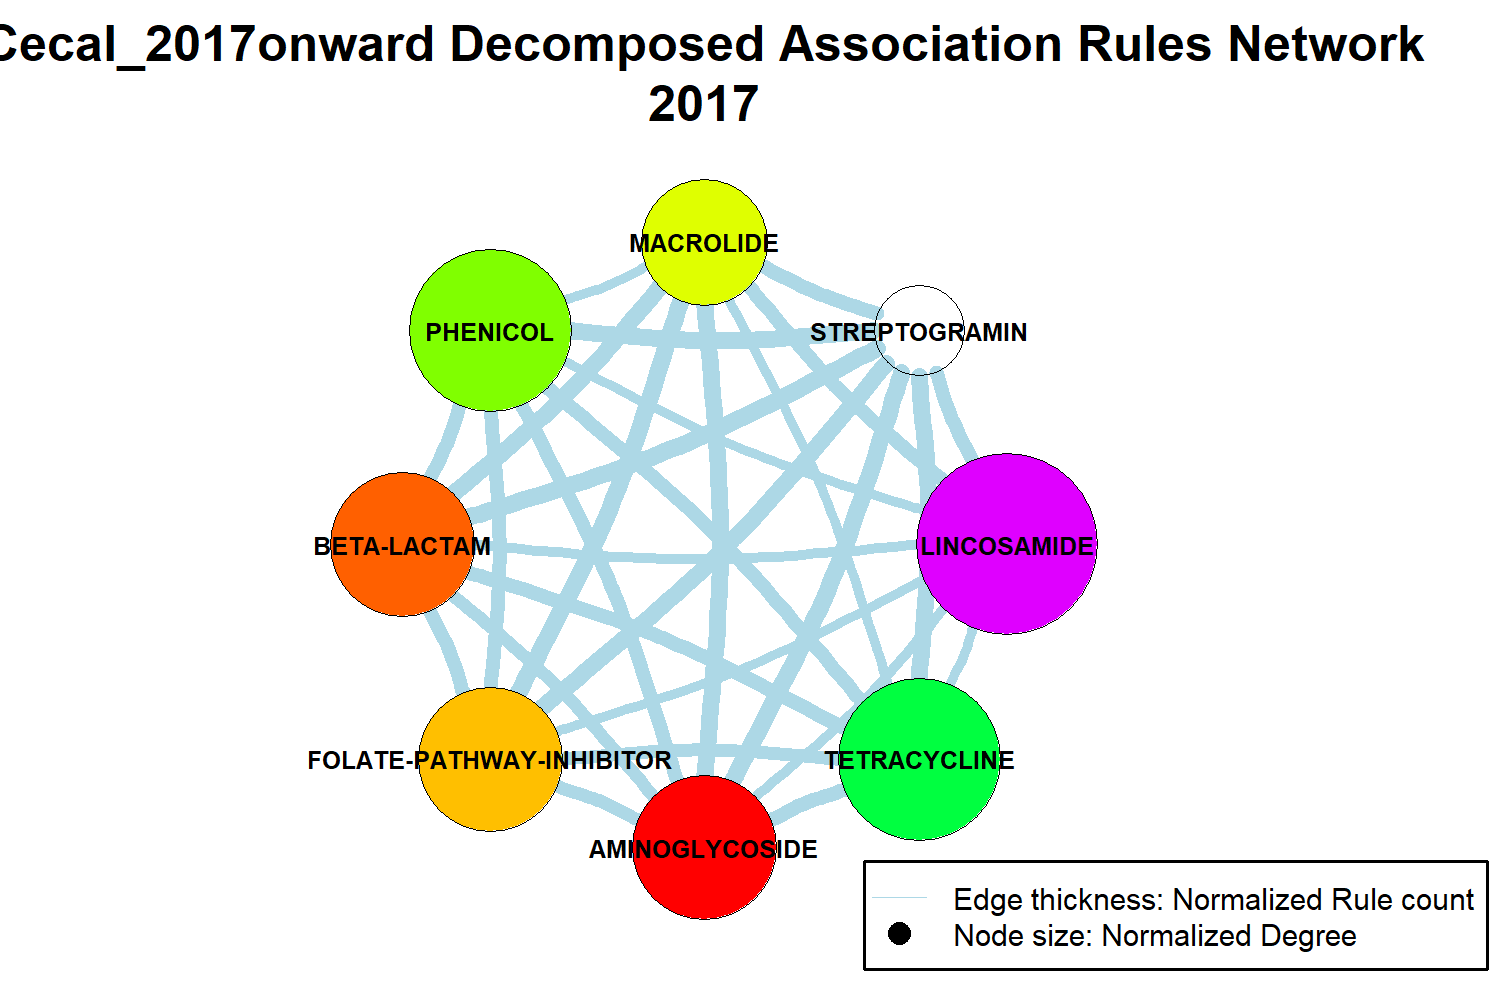 Cecal_2017onward Decomposed Association Rules Network
2017
MACROLIDE
PHENICOL
STREPTOGRAMIN
BETA-LACTAM
LINCOSAMIDE
FOLATE-PATHWAY-INHIBITOR
TETRACYCLINE
AMINOGLYCOSIDE
Edge thickness: Normalized Rule count
Node size: Normalized Degree